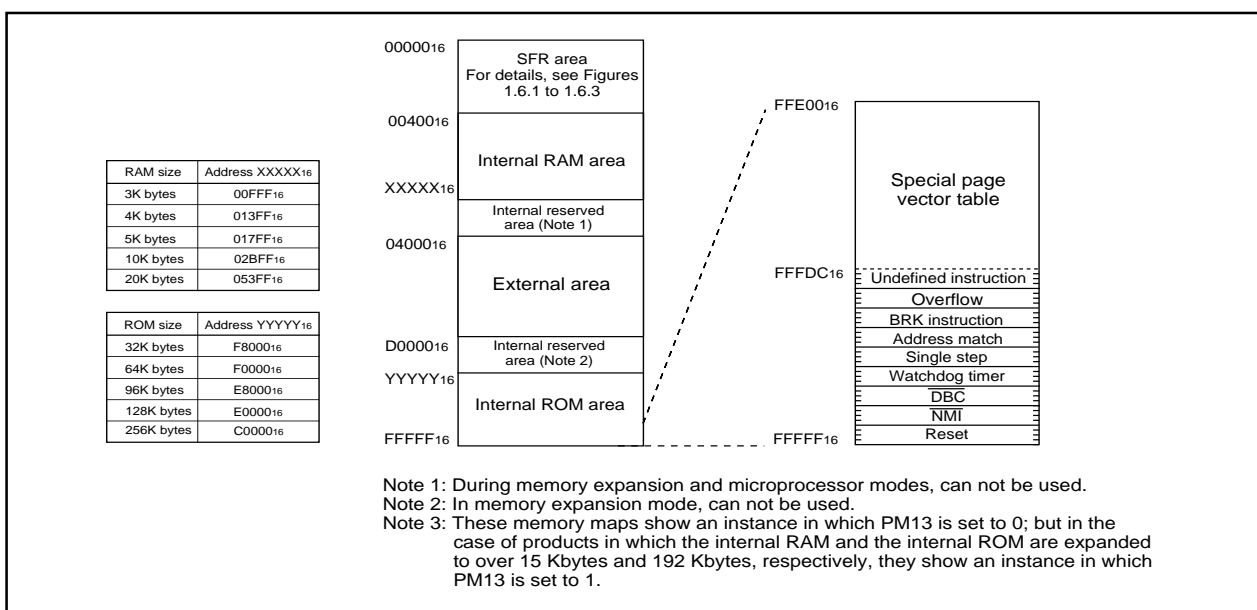 RAM size Address XXXXX16
3K bytes 00FFF16
4K bytes 013FF16
5K bytes 017FF16
10K bytes 02BFF16
20K bytes 053FF16
ROM size Address YYYYY16
32K bytes F800016
64K bytes F000016
96K bytes E800016
128K bytes E000016
256K bytes C000016
0000016
SFR area
For details, see Figures
1.6.1 to 1.6.3
0040016
Internal RAM area
XXXXX16
Internal reserved
area (Note 1)
0400016
External area
D000016
Internal reserved
area (Note 2)
YYYYY16
Internal ROM area
FFFFF16
FFE0016
Special page
vector table
FFFDC16
Undefined instruction
Overflow
BRK instruction
Address match
Single step
Watchdog timer
DBC
NMI
Reset
FFFFF16
Note 1: During memory expansion and microprocessor modes, can not be used.
Note 2: In memory expansion mode, can not be used.
Note 3: These memory maps show an instance in which PM13 is set to 0; but in the
case of products in which the internal RAM and the internal ROM are expanded
to over 15 Kbytes and 192 Kbytes, respectively, they show an instance in which
PM13 is set to 1.